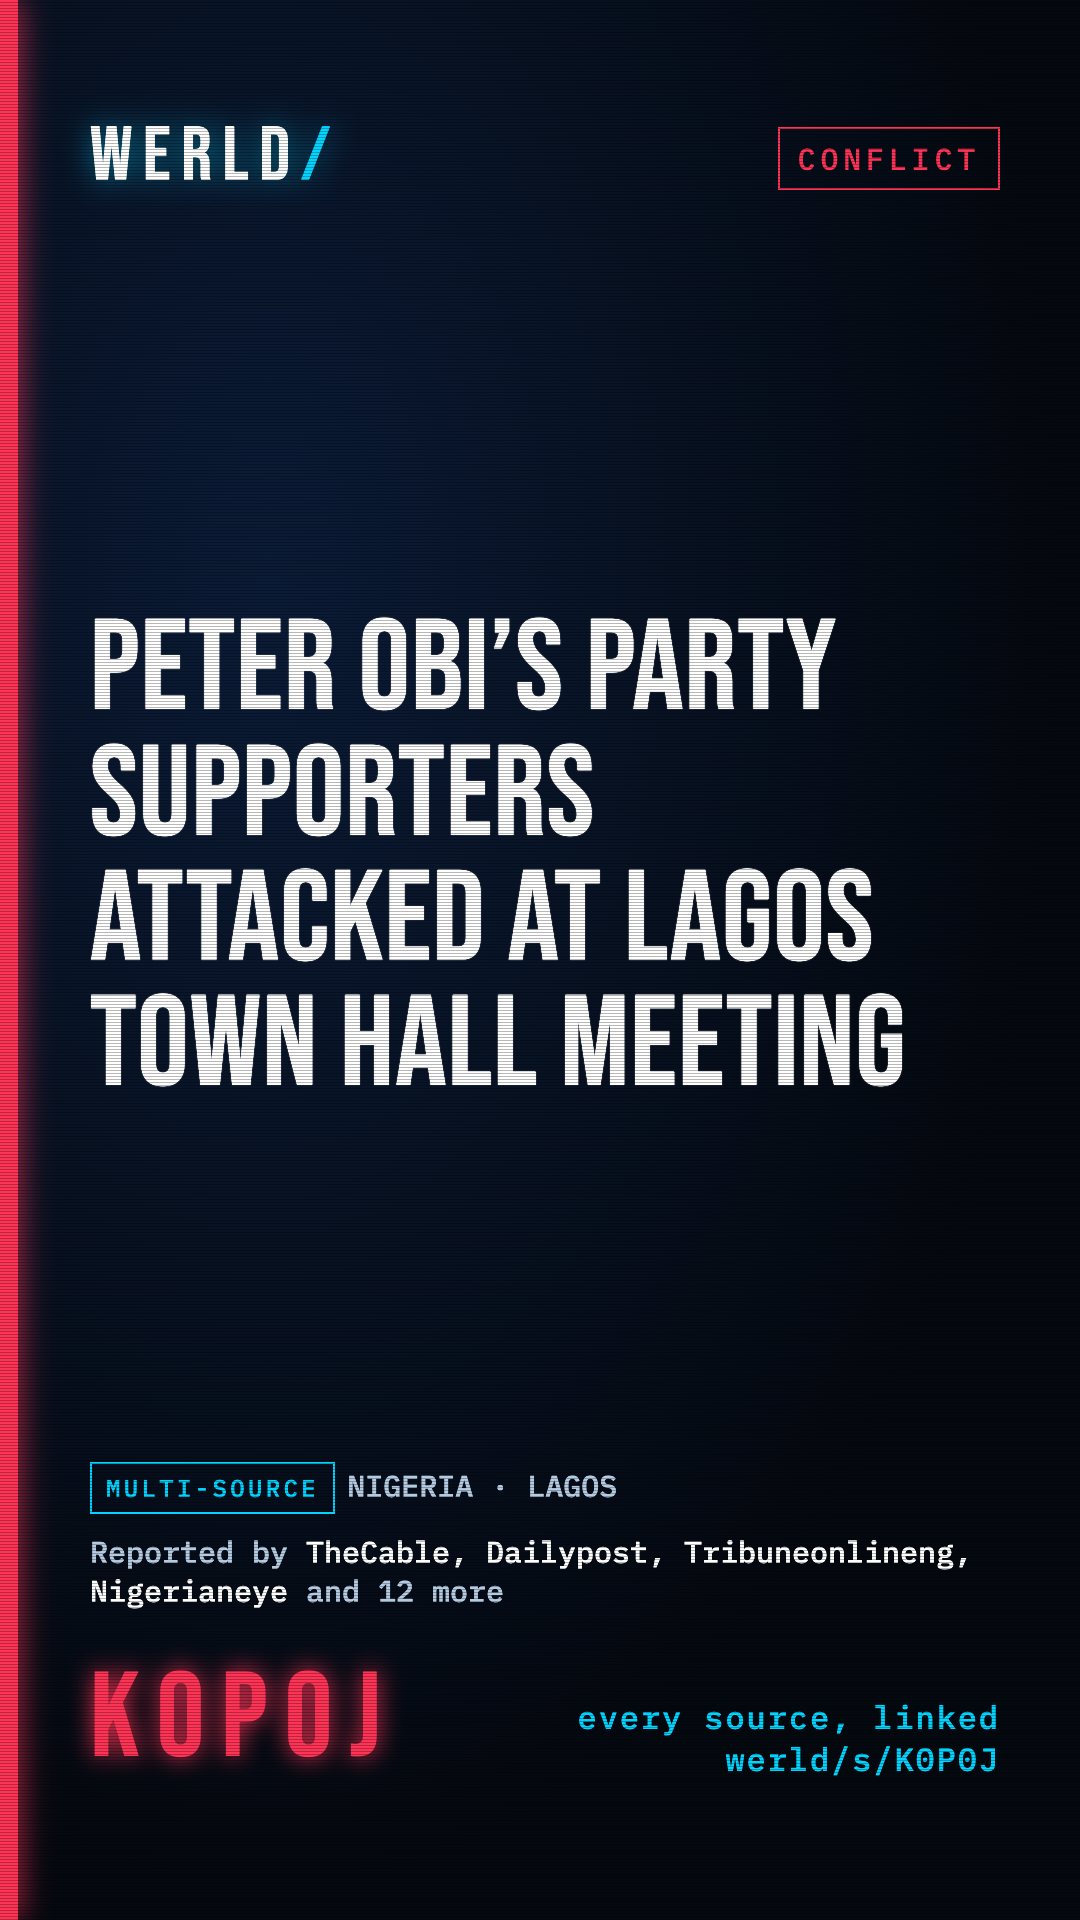 WERLD/
CONFLICT
PETER OBI’S PARTY
SUPPORTERS
ATTACKED AT LAGOS
TOWN HALL MEETING
MULTI-SOURCE NIGERIA · LAGOS
Reported by TheCable, Dailypost, Tribuneonlineng,
Nigerianeye and 12 more
K0P0J
every source, linked
werld/s/K0P0J